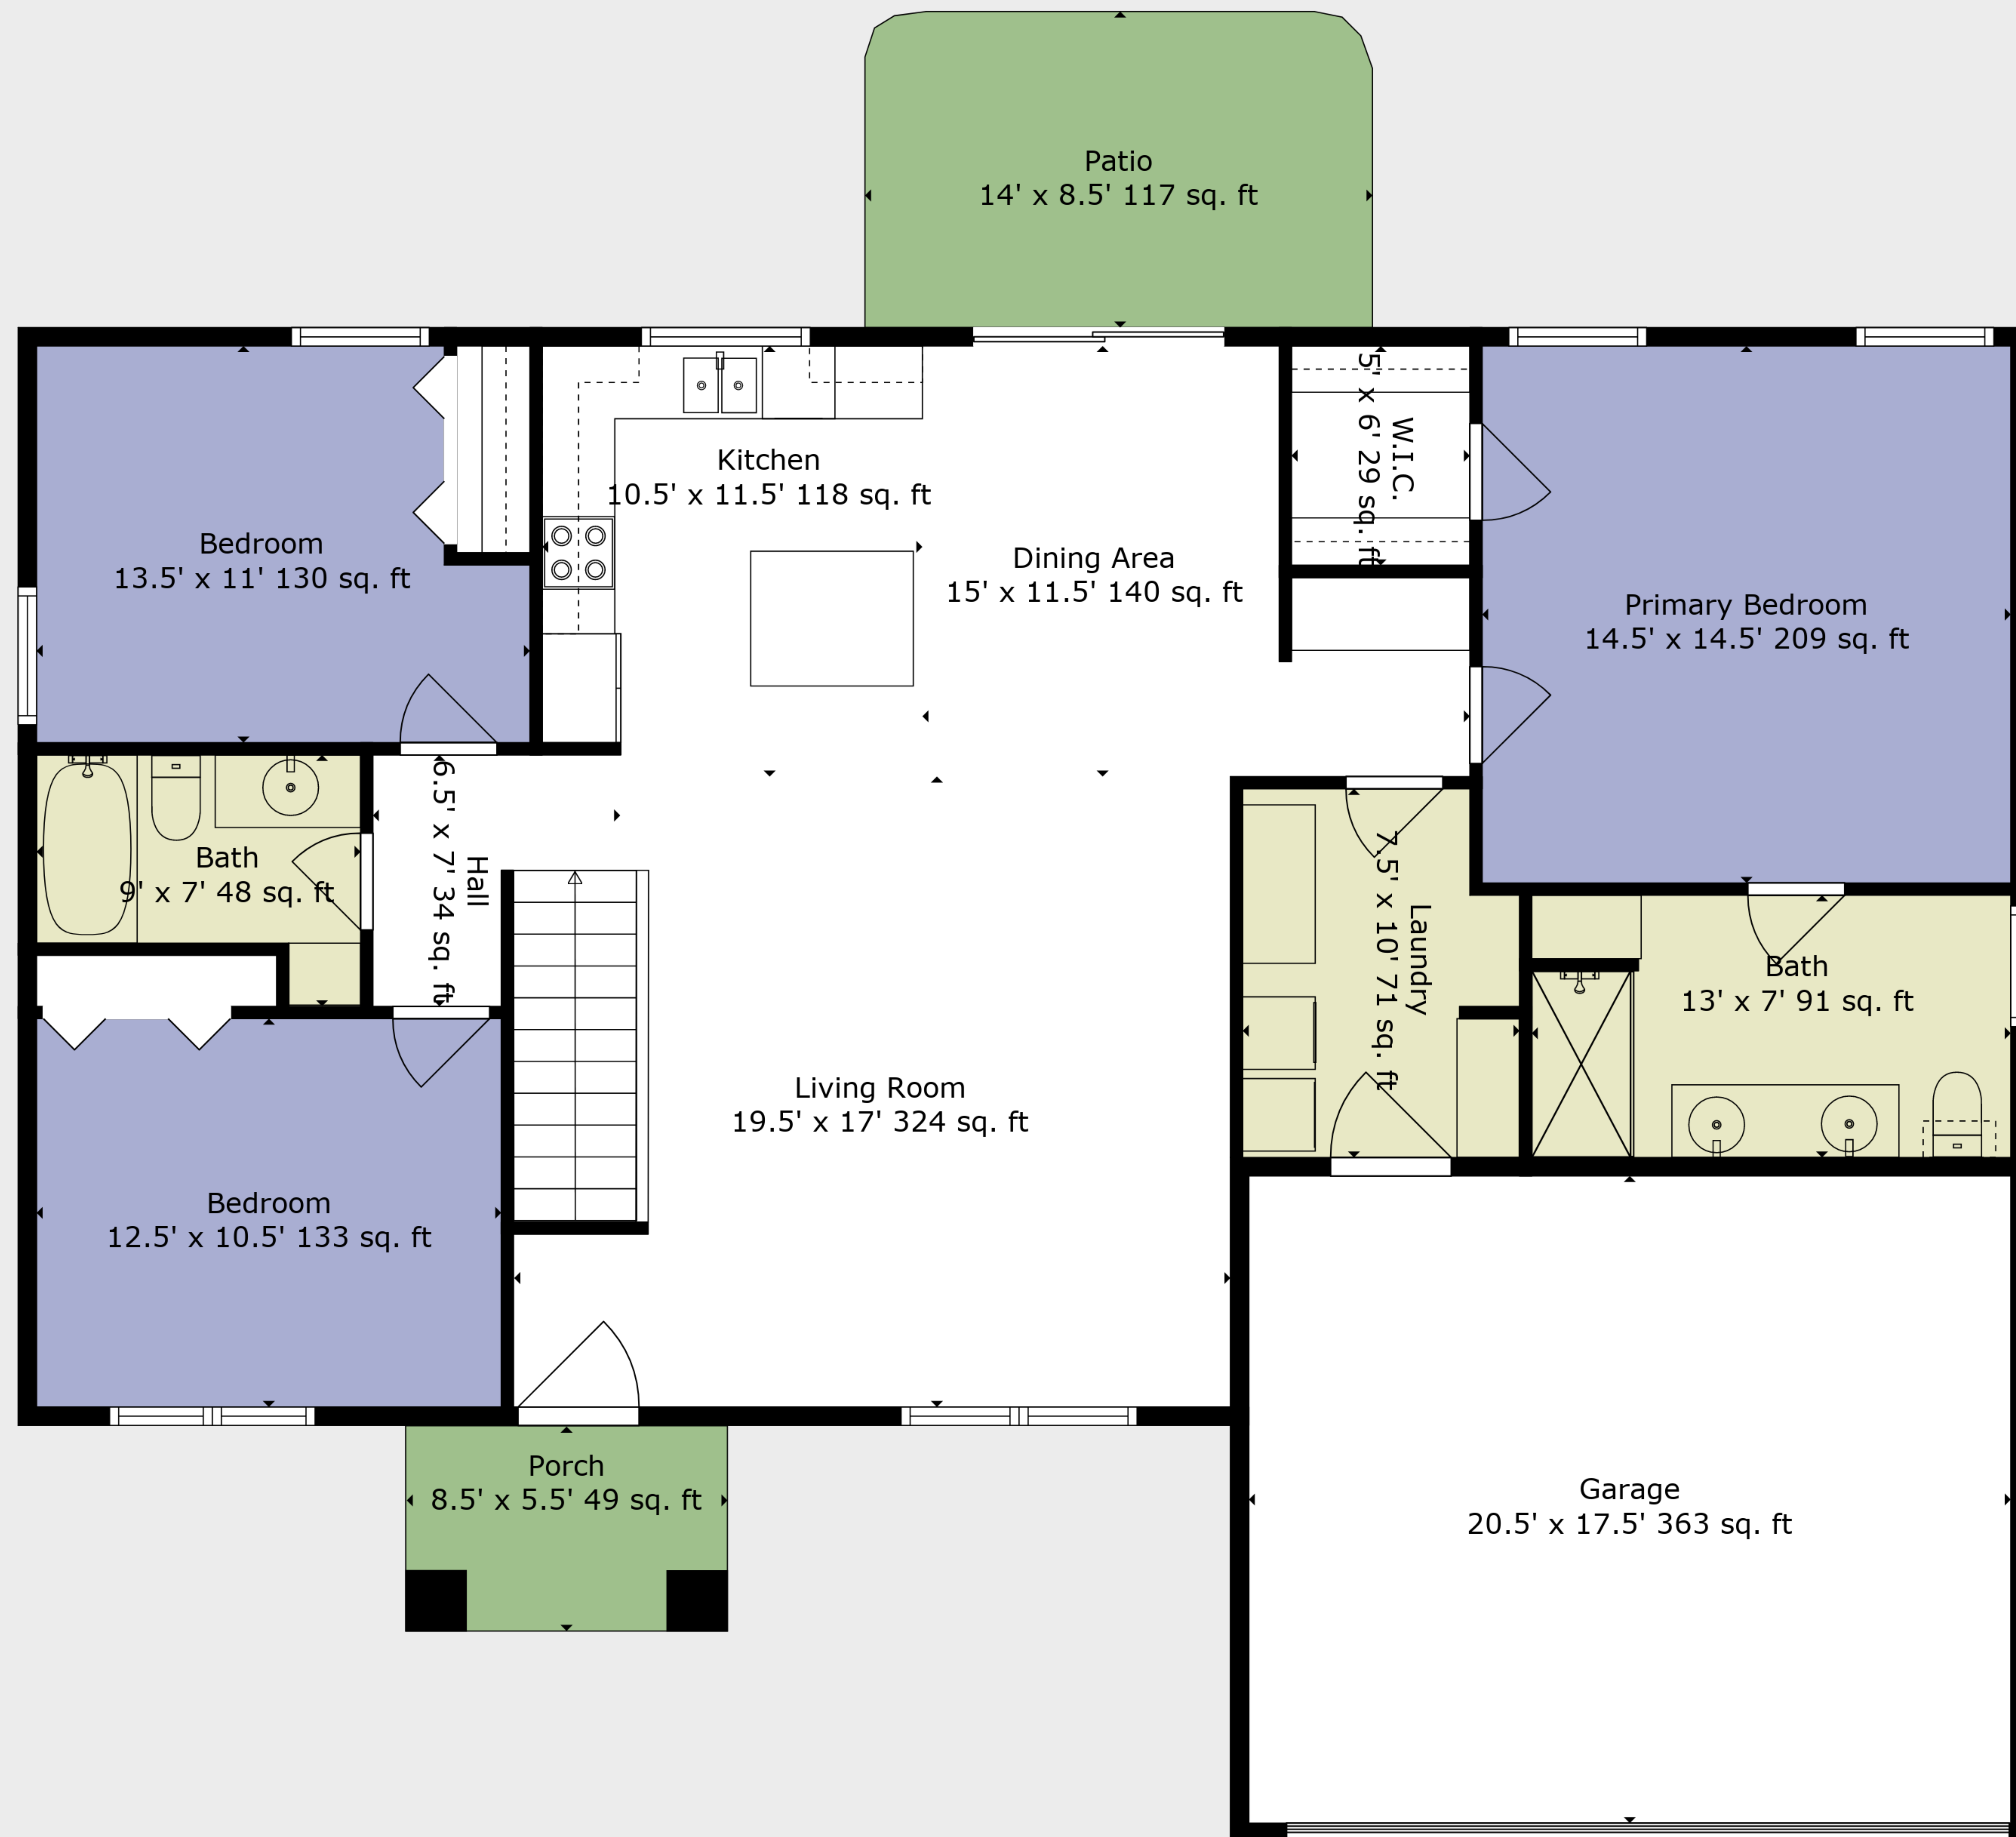 Patio
14' x 8.5' 117 sq. ft
Kitchen
10.5' x 11.5' 118 sq. ft
W.I.C.
5' x 6' 29 sq. ft
Bedroom
13.5' x 11' 130 sq. ft
Dining Area
15' x 11.5' 140 sq. ft
Primary Bedroom
14.5' x 14.5' 209 sq. ft
Bath
9' x 7' 48 sq. ft
Hall
6.5' x 7' 34 sq. ft
Laundry
7.5' x 10' 71 sq. ft
Bath
13' x 7' 91 sq. ft
Living Room
19.5' x 17' 324 sq. ft
Bedroom
12.5' x 10.5' 133 sq. ft
Porch
8.5' x 5.5' 49 sq. ft
Garage
20.5' x 17.5' 363 sq. ft